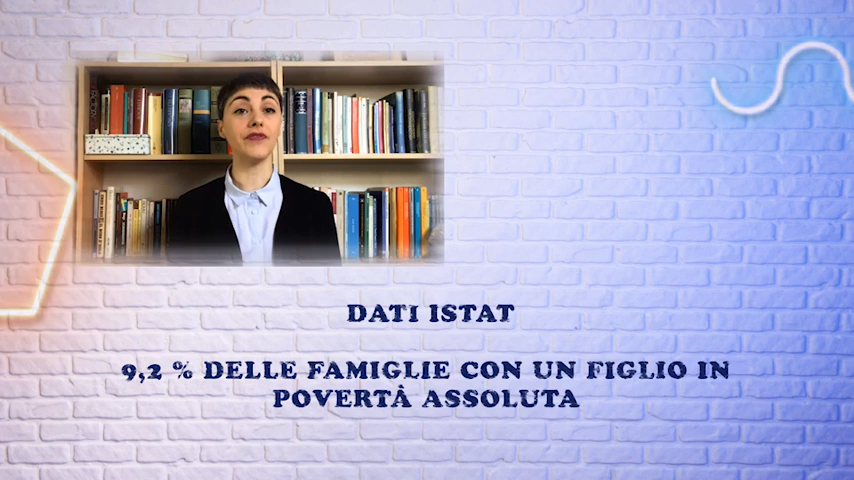 DATI ISTAT
9,2 % DELLE FAMIGLIE CON UN FIGLIO IN
POVERTÀ ASSOLUTA